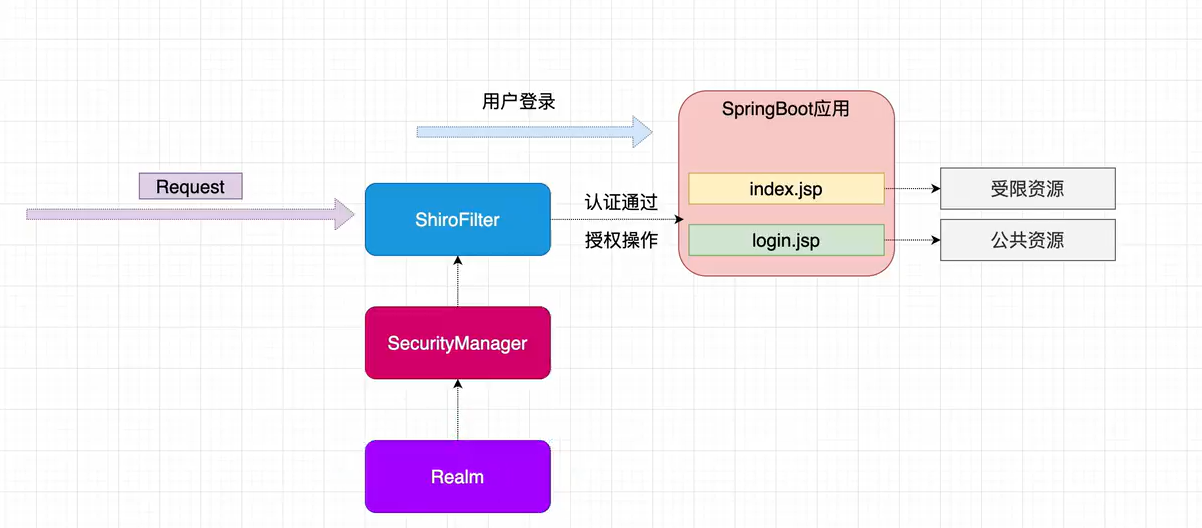 用户登录
SpringBoot应用
Request
index.jsp
受限资源
ShiroFilter
认证通过
授权操作
login.jsp
公共资源
SecurityManager
Realm